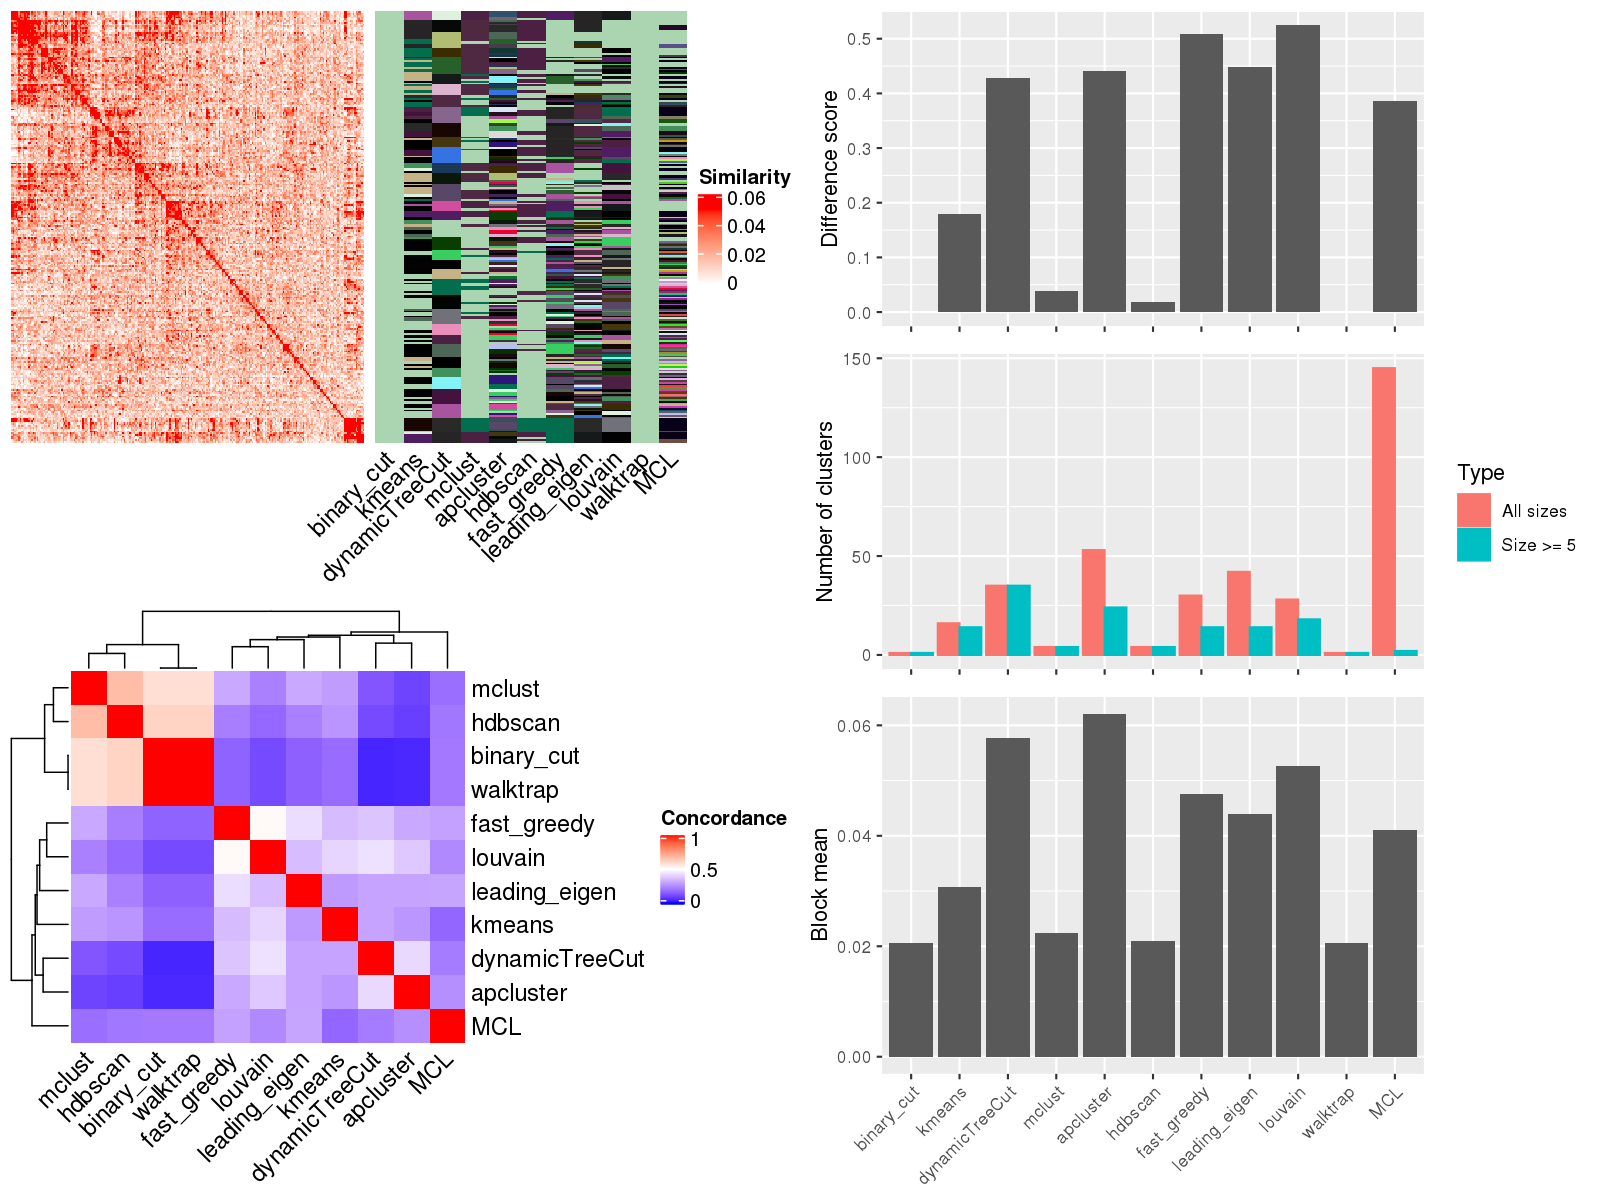 Similarity
0.06
0.04
0.02
0
binary_cut
kmeans
dynamicTreeCut
mclust
apcluster
hdbscan
fast_greedy
leading_eigen
louvain
walktrap
MCL
mclust
hdbscan
binary_cut
walktrap
fast_greedy
louvain
leading_eigen
kmeans
dynamicTreeCut
apcluster
MCL
mclust
hdbscan
binary_cut
walktrap
fast_greedy
louvain
leading_eigen
kmeans
dynamicTreeCut
apcluster
MCL
Concordance
1
0.5
0
Difference score
0.5
0.4
0.3
0.2
0.1
0.0
Number of clusters
150
100
50
0
Type
All sizes
Size >= 5
Block mean
0.06
0.04
0.02
0.00
binary_cut
kmeans
dynamicTreeCut
mclust
apcluster
hdbscan
fast_greedy
leading_eigen
louvain
walktrap
MCL